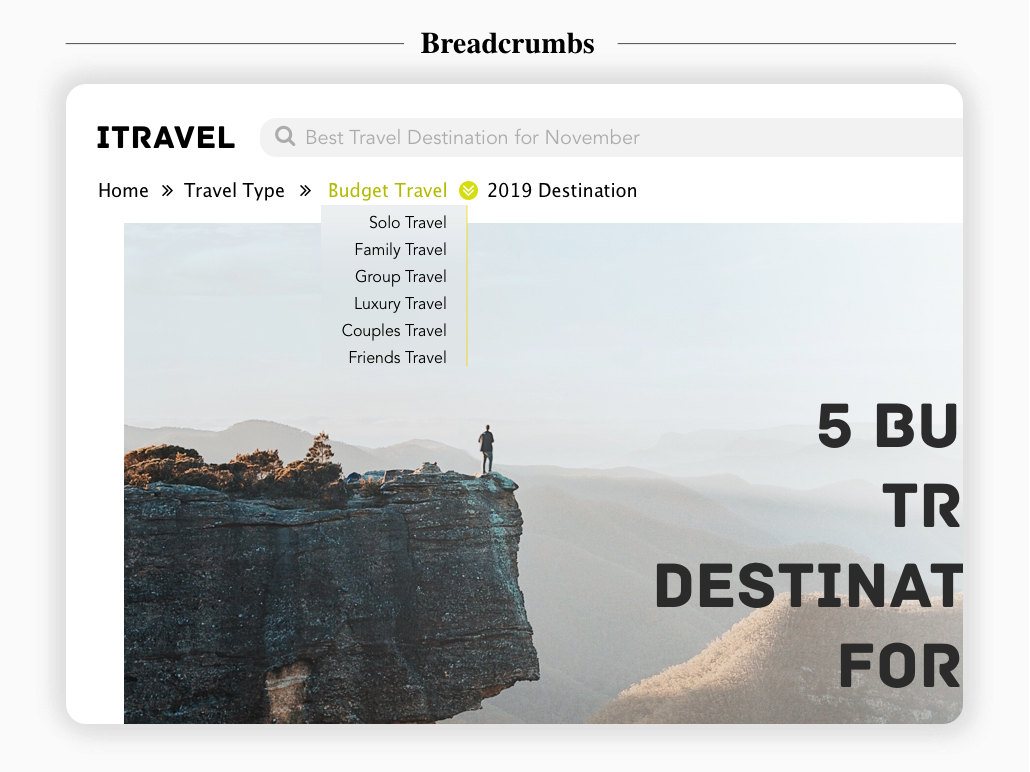 Breadcrumbs
ITRAVEL
Best Travel Destination for November
Home » Travel Type » Budget Travel 2019 Destination
Solo Travel
Family Travel
Group Travel
Luxury Travel
Couples Travel
Friends Travel
5 BU
TR
DESTINAT
FOR